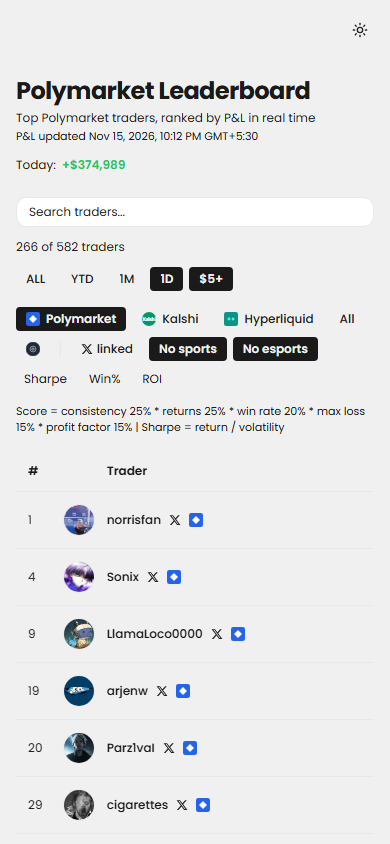 Polymarket Leaderboard
Top Polymarket traders, ranked by P&L in real time
P&L updated Nov 15, 2026, 10:12 PM GMT+5:30
Today: +$374,989
Search traders...
266 of 582 traders
ALL YTD 1M 1D $5+
Polymarket Kalshi Hyperliquid All
X linked No sports No esports
Sharpe Win% ROI
Score = consistency 25% * returns 25% * win rate 20% * max loss
15% * profit factor 15% | Sharpe = return / volatility
# Trader
1 norrisfan X
4 Sonix X
9 LlamaLoco0000 X
19 arjenw X
20 Parz1val X
29 cigarettes X